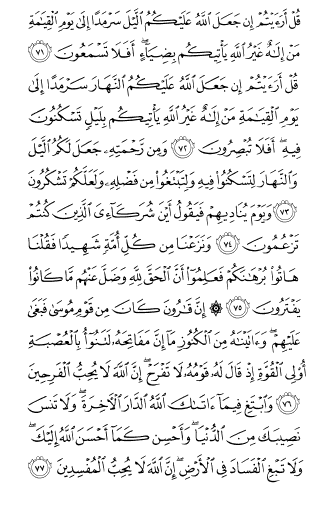 قُلْ أَرَءَيْتُمْ إِن جَعَلَ ٱللَّهُ عَلَيْكُمُ ٱلَّيْلَ سَرْمَدًا إِلَىٰ يَوْمِ ٱلْقِيَٰمَةِ
مَنْ إِلَٰهٌ غَيْرُ ٱللَّهِ يَأْتِيكُم بِضِيَآءٍ ۖ أَفَلَا تَسْمَعُونَ ﴿٧١﴾
قُلْ أَرَءَيْتُمْ إِن جَعَلَ ٱللَّهُ عَلَيْكُمُ ٱلنَّهَارَ سَرْمَدًا إِلَىٰ
يَوْمِ ٱلْقِيَٰمَةِ مَنْ إِلَٰهٌ غَيْرُ ٱللَّهِ يَأْتِيكُم بِلَيْلٍ تَسْكُنُونَ
فِيهِ ۖ أَفَلَا تُبْصِرُونَ ﴿٧٢﴾ وَمِن رَّحْمَتِهِۦ جَعَلَ لَكُمُ ٱلَّيْلَ
وَٱلنَّهَارَ لِتَسْكُنُوا۟ فِيهِ وَلِتَبْتَغُوا۟ مِن فَضْلِهِۦ وَلَعَلَّكُمْ تَشْكُرُونَ
﴿٧٣﴾ وَيَوْمَ يُنَادِيهِمْ فَيَقُولُ أَيْنَ شُرَكَآءِىَ ٱلَّذِينَ كُنتُمْ
تَزْعُمُونَ ﴿٧٤﴾ وَنَزَعْنَا مِن كُلِّ أُمَّةٍ شَهِيدًا فَقُلْنَا
هَاتُوا۟ بُرْهَٰنَكُمْ فَعَلِمُوٓا۟ أَنَّ ٱلْحَقَّ لِلَّهِ وَضَلَّ عَنْهُم مَّا كَانُوا۟
يَفْتَرُونَ ﴿٧٥﴾ ۞ إِنَّ قَٰرُونَ كَانَ مِن قَوْمِ مُوسَىٰ فَبَغَىٰ
عَلَيْهِمْ ۖ وَءَاتَيْنَٰهُ مِنَ ٱلْكُنُوزِ مَآ إِنَّ مَفَاتِحَهُۥ لَتَنُوٓأُ بِٱلْعُصْبَةِ
أُو۟لِى ٱلْقُوَّةِ إِذْ قَالَ لَهُۥ قَوْمُهُۥ لَا تَفْرَحْ ۖ إِنَّ ٱللَّهَ لَا يُحِبُّ ٱلْفَرِحِينَ
﴿٧٦﴾ وَٱبْتَغِ فِيمَآ ءَاتَىٰكَ ٱللَّهُ ٱلدَّارَ ٱلْءَاخِرَةَ ۖ وَلَا تَنسَ
نَصِيبَكَ مِنَ ٱلدُّنْيَا ۖ وَأَحْسِن كَمَآ أَحْسَنَ ٱللَّهُ إِلَيْكَ ۖ
وَلَا تَبْغِ ٱلْفَسَادَ فِى ٱلْأَرْضِ ۖ إِنَّ ٱللَّهَ لَا يُحِبُّ ٱلْمُفْسِدِينَ ﴿٧٧﴾